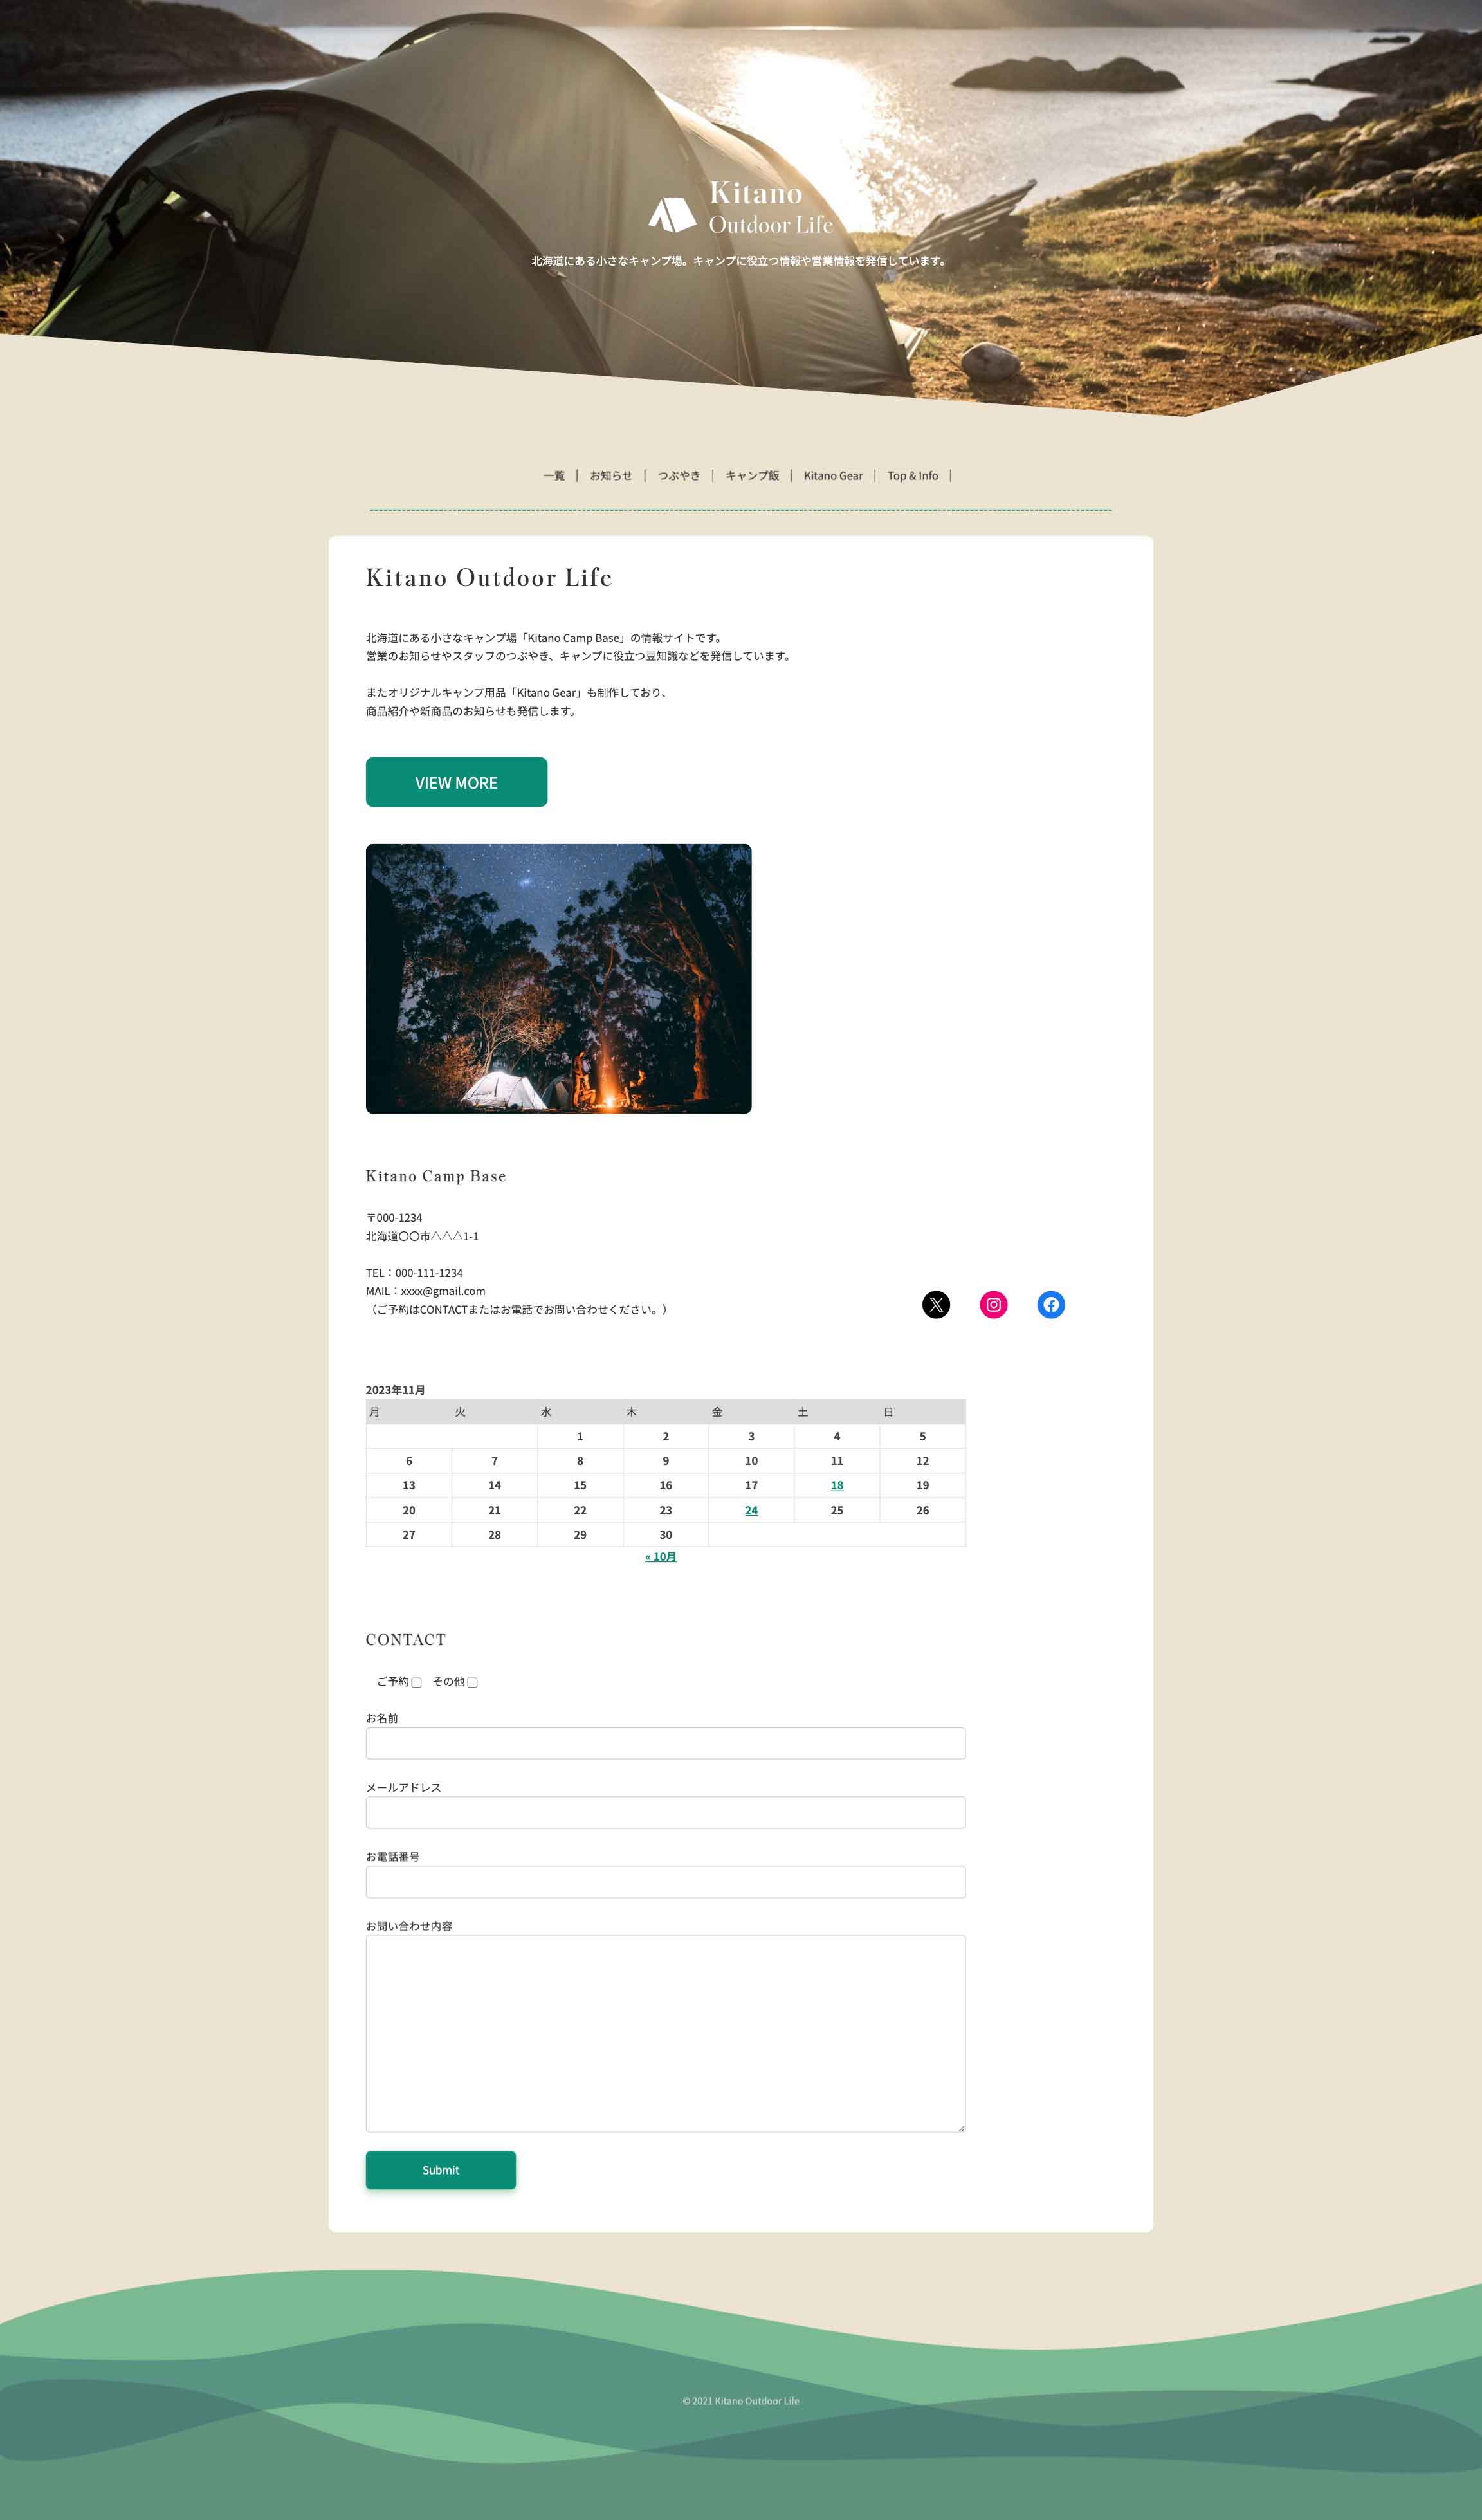 Kitano
Outdoor Life
北海道にある小さなキャンプ場。キャンプに役立つ情報や営業情報を発信しています。
一覧 | お知らせ | つぶやき | キャンプ飯 | Kitano Gear | Top & Info |
Kitano Outdoor Life
北海道にある小さなキャンプ場「Kitano Camp Base」の情報サイトです。
営業のお知らせやスタッフのつぶやき、キャンプに役立つ豆知識などを発信しています。
またオリジナルキャンプ用品「Kitano Gear」も制作しており、
商品紹介や新商品のお知らせも発信します。
VIEW MORE
Kitano Camp Base
〒000-1234
北海道〇〇市△△△1-1
TEL：000-111-1234
MAIL：xxxx@gmail.com
（ご予約はCONTACTまたはお電話でお問い合わせください。）
2023年11月
月 火 水 木 金 土 日
1 2 3 4 5
6 7 8 9 10 11 12
13 14 15 16 17 18 19
20 21 22 23 24 25 26
27 28 29 30
« 10月
CONTACT
ご予約 その他
お名前
メールアドレス
お電話番号
お問い合わせ内容
Submit
© 2021 Kitano Outdoor Life